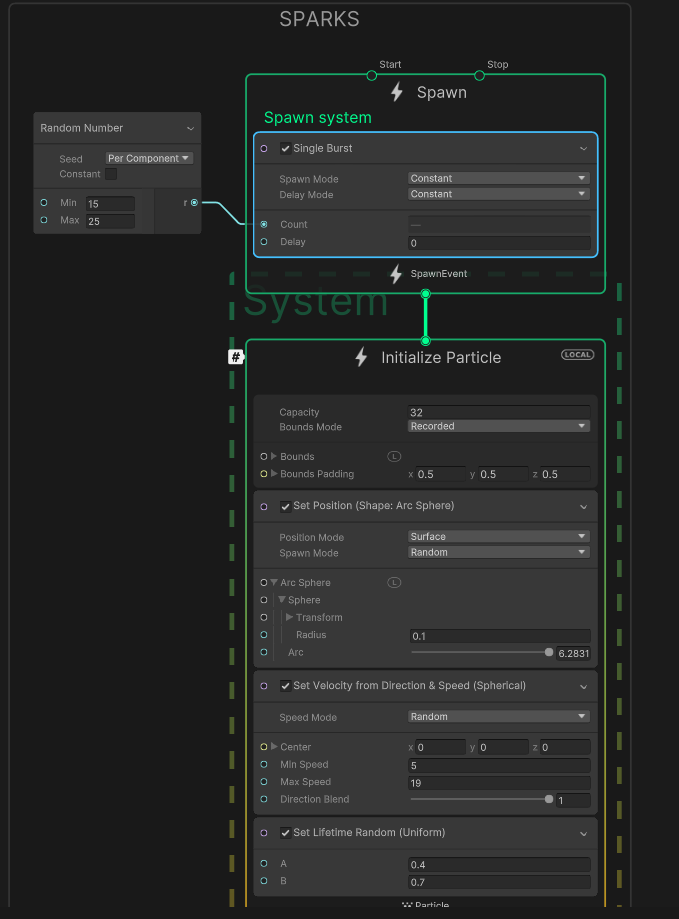 SPARKS
Start Stop
Spawn
Spawn system
Random Number
Single Burst
Seed Per Component
Constant
Spawn Mode Constant
Delay Mode Constant
Min 15 r
Max 25
Count —
Delay 0
SpawnEvent
System
# Initialize Particle LOCAL
Capacity 32
Bounds Mode Recorded
Bounds L
Bounds Padding x 0.5 y 0.5 z 0.5
Set Position (Shape: Arc Sphere)
Position Mode Surface
Spawn Mode Random
Arc Sphere L
Sphere
Transform
Radius 0.1
Arc 6.2831
Set Velocity from Direction & Speed (Spherical)
Speed Mode Random
Center x 0 y 0 z 0
Min Speed 5
Max Speed 19
Direction Blend 1
Set Lifetime Random (Uniform)
A 0.4
B 0.7
Particle